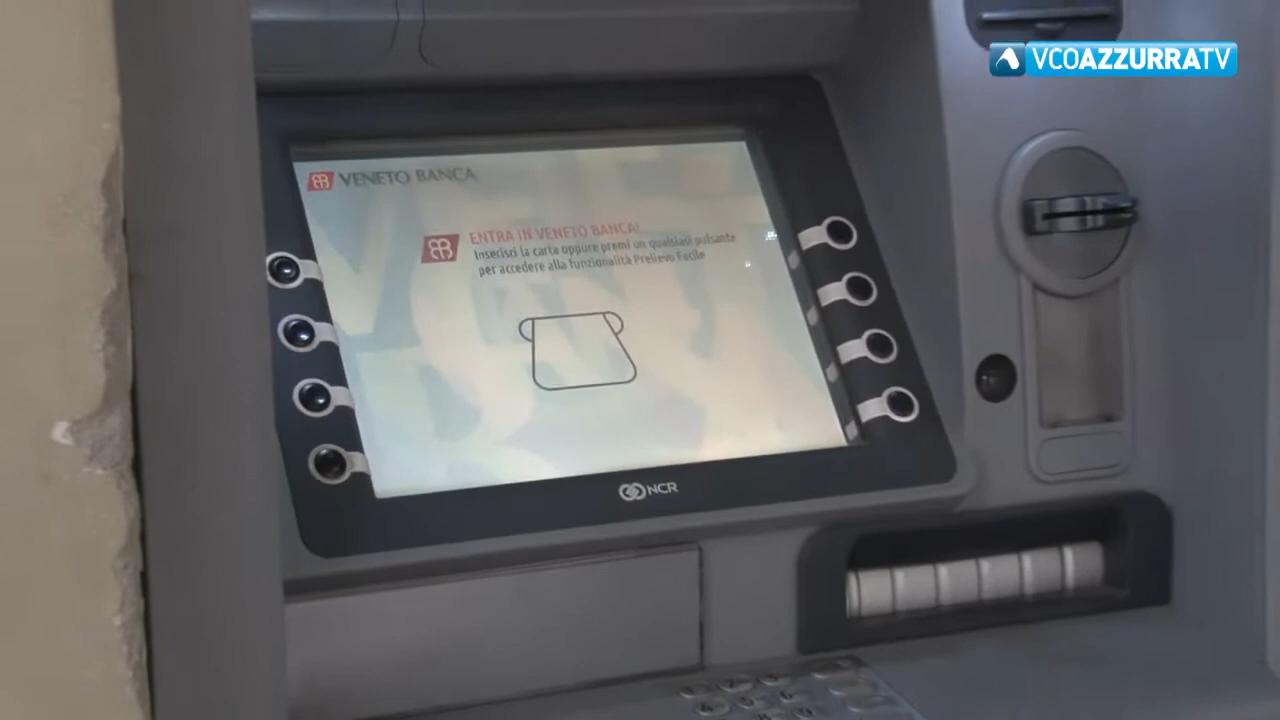 VCOAZZURRATV
VENETO BANCA
ENTRA IN VENETO BANCA!
Inserisci la carta oppure premi un qualsiasi pulsante
per accedere alla funzionalità Prelievo Facile
NCR